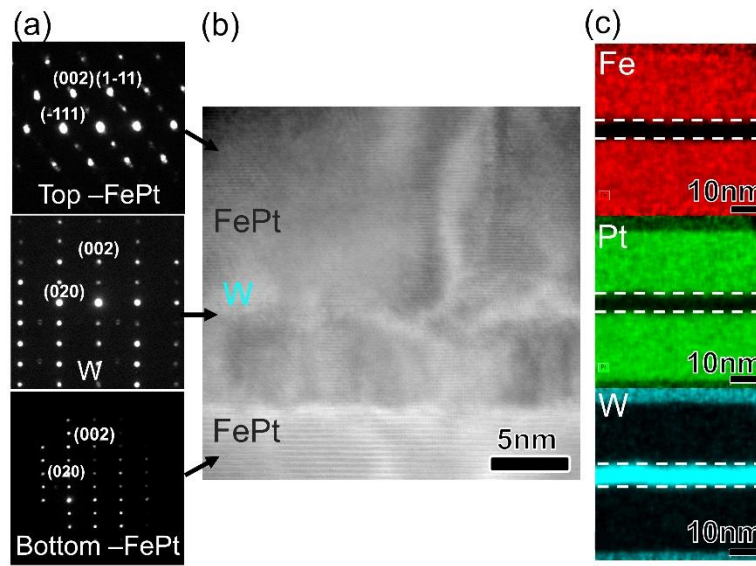 (a)
(b)
(c)
(002)(1-11)
(-111)
Top –FePt
(002)
(020)
W
(002)
(020)
Bottom –FePt
FePt
W
FePt
5nm
Fe
10nm
Pt
10nm
W
10nm